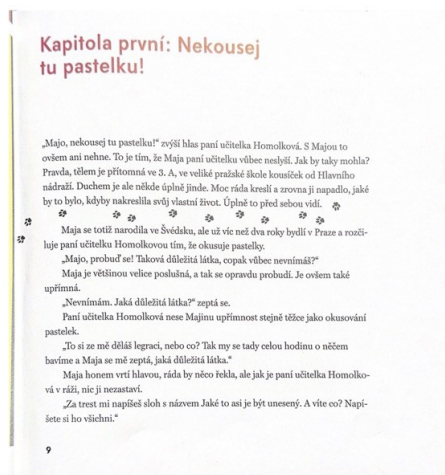 Kapitola první: Nekousej
tu pastelku!
„Majo, nekousej tu pastelku!“ zvýší hlas paní učitelka Homolková. S Majou to
ovšem ani nehne. To je tím, že Maja paní učitelku vůbec neslyší. Jak by taky mohla?
Pravda, tělem je přítomná ve 3. A, ve veliké pražské škole kousíček od Hlavního
nádraží. Duchem je ale někde úplně jinde. Moc ráda kreslí a zrovna ji napadlo, jaké
by to bylo, kdyby nakreslila svůj vlastní život. Úplně to před sebou vidí.
Maja se totiž narodila ve Švédsku, ale už víc než dva roky bydlí v Praze a rozči-
luje paní učitelku Homolkovou tím, že okusuje pastelky.
„Majo, probuď se! Taková důležitá látka, copak vůbec nevnímáš?“
Maja je většinou velice poslušná, a tak se opravdu probudí. Je ovšem také
upřímná.
„Nevnímám. Jaká důležitá látka?“ zeptá se.
Paní učitelka Homolková nese Majinu upřímnost stejně těžce jako okusování
pastelek.
„To si ze mě děláš legraci, nebo co? Tak my se tady celou hodinu o něčem
bavíme a Maja se mě zeptá, jaká důležitá látka.“
Maja honem vrtí hlavou, ráda by něco řekla, ale jak je paní učitelka Homolko-
vá v ráži, nic ji nezastaví.
„Za trest mi napíšeš sloh s názvem Jaké to asi je být unesený. A víte co? Napí-
šete si ho všichni.“
9